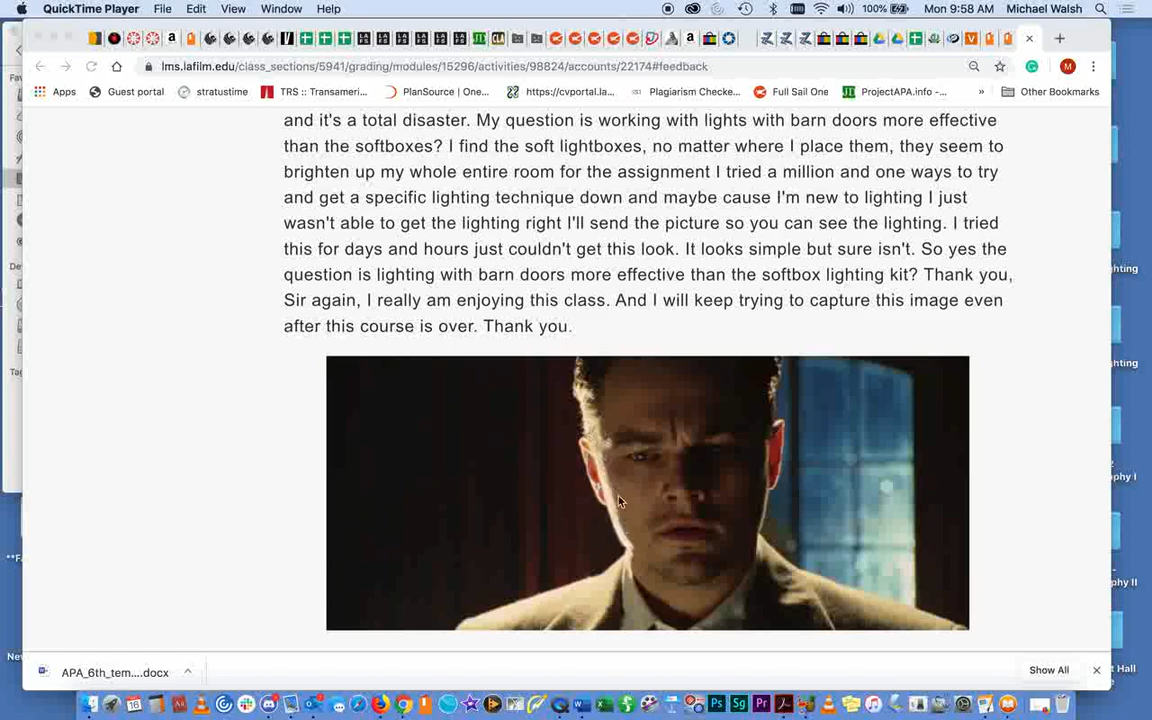 QuickTime Player File Edit View Window Help 100% Mon 9:58 AM Michael Walsh
lms.lafilm.edu/class_sections/5941/grading/modules/15296/activities/98824/accounts/22174#feedback
Apps Guest portal stratustime TRS :: Transameri... PlanSource | One... https://cvportal.la... Plagiarism Checke... Full Sail One ProjectAPA.info -... » Other Bookmarks
and it's a total disaster. My question is working with lights with barn doors more effective
than the softboxes? I find the soft lightboxes, no matter where I place them, they seem to
brighten up my whole entire room for the assignment I tried a million and one ways to try
and get a specific lighting technique down and maybe cause I'm new to lighting I just
wasn't able to get the lighting right I'll send the picture so you can see the lighting. I tried
this for days and hours just couldn't get this look. It looks simple but sure isn't. So yes the
question is lighting with barn doors more effective than the softbox lighting kit? Thank you,
Sir again, I really am enjoying this class. And I will keep trying to capture this image even
after this course is over. Thank you.
APA_6th_tem....docx
Show All